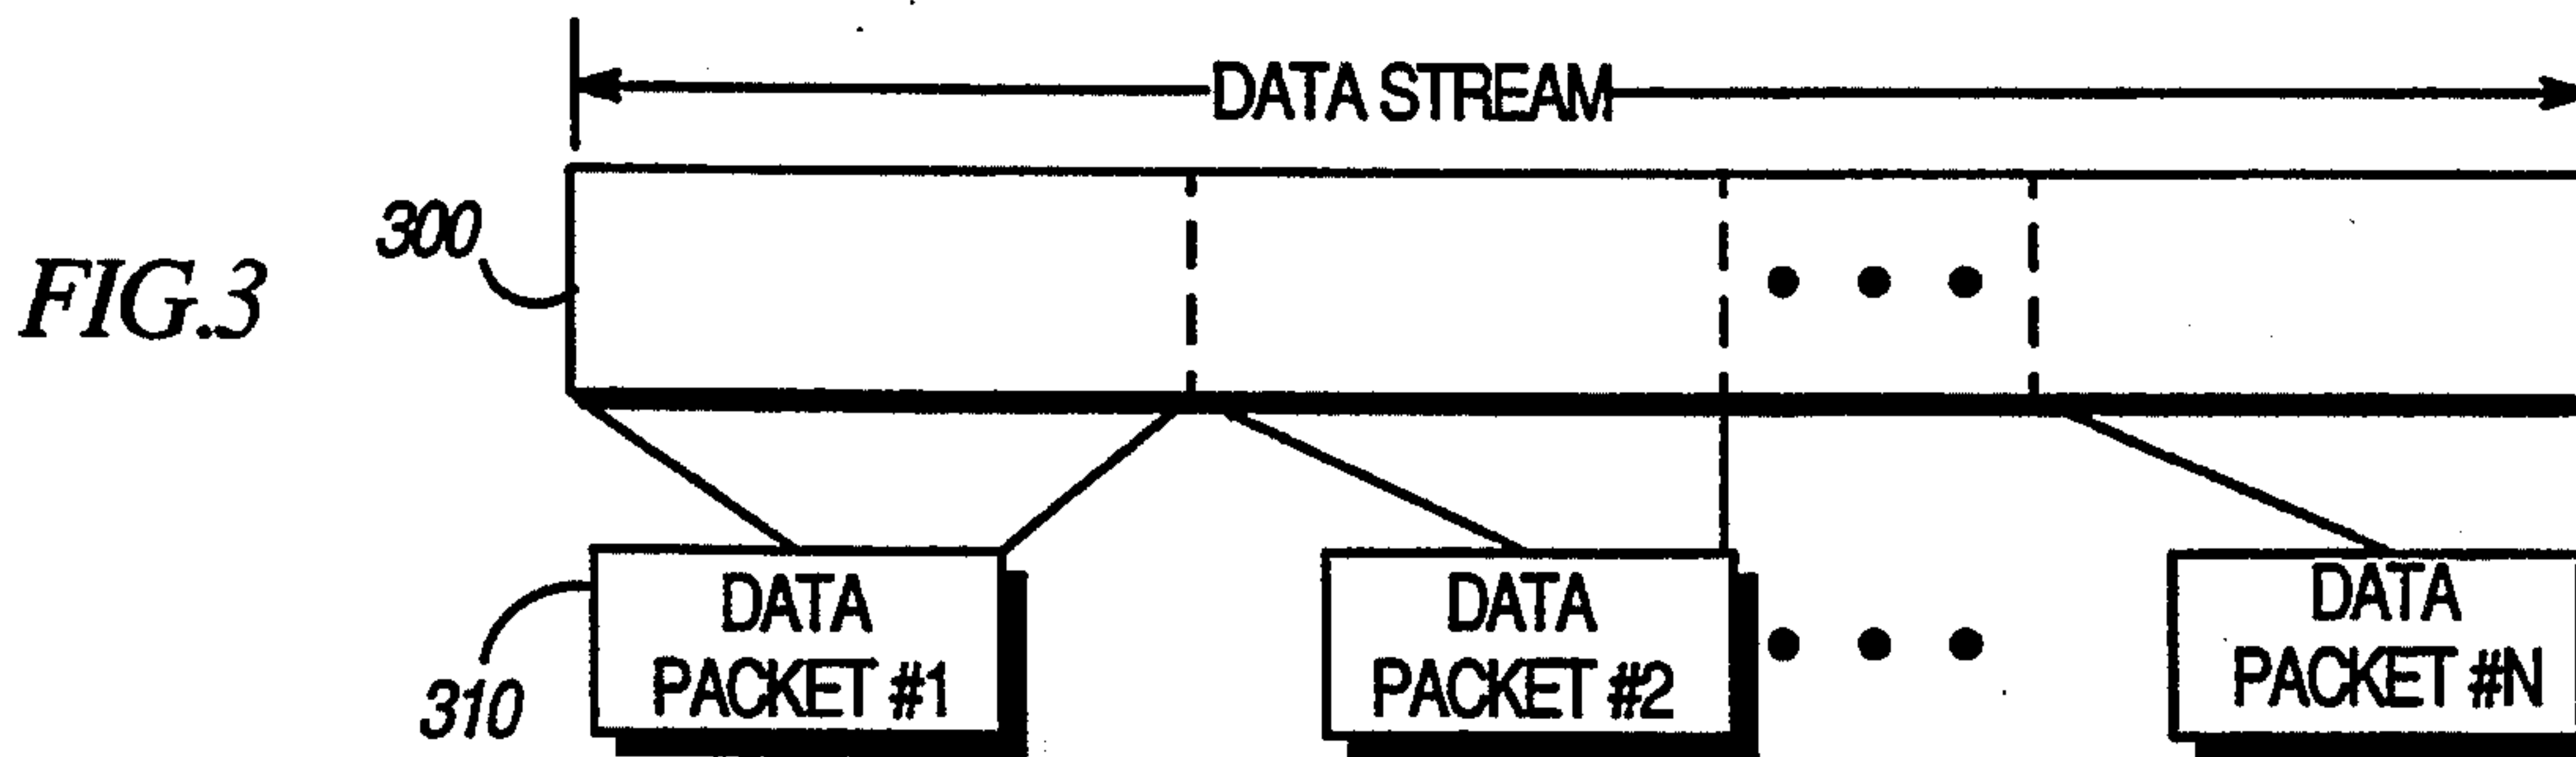 DATA STREAM
300
FIG.3
DATA
PACKET #1
DATA
PACKET #2
DATA
PACKET #N
310